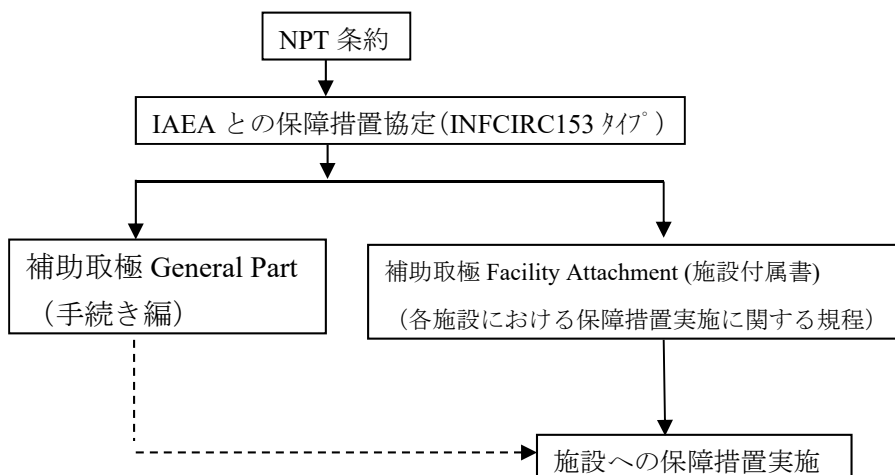 NPT 条約
IAEA との保障措置協定（INFCIRC153 ﾀｲﾌﾟ）
補助取極 General Part
（手続き編）
補助取極 Facility Attachment (施設付属書)
（各施設における保障措置実施に関する規程）
施設への保障措置実施